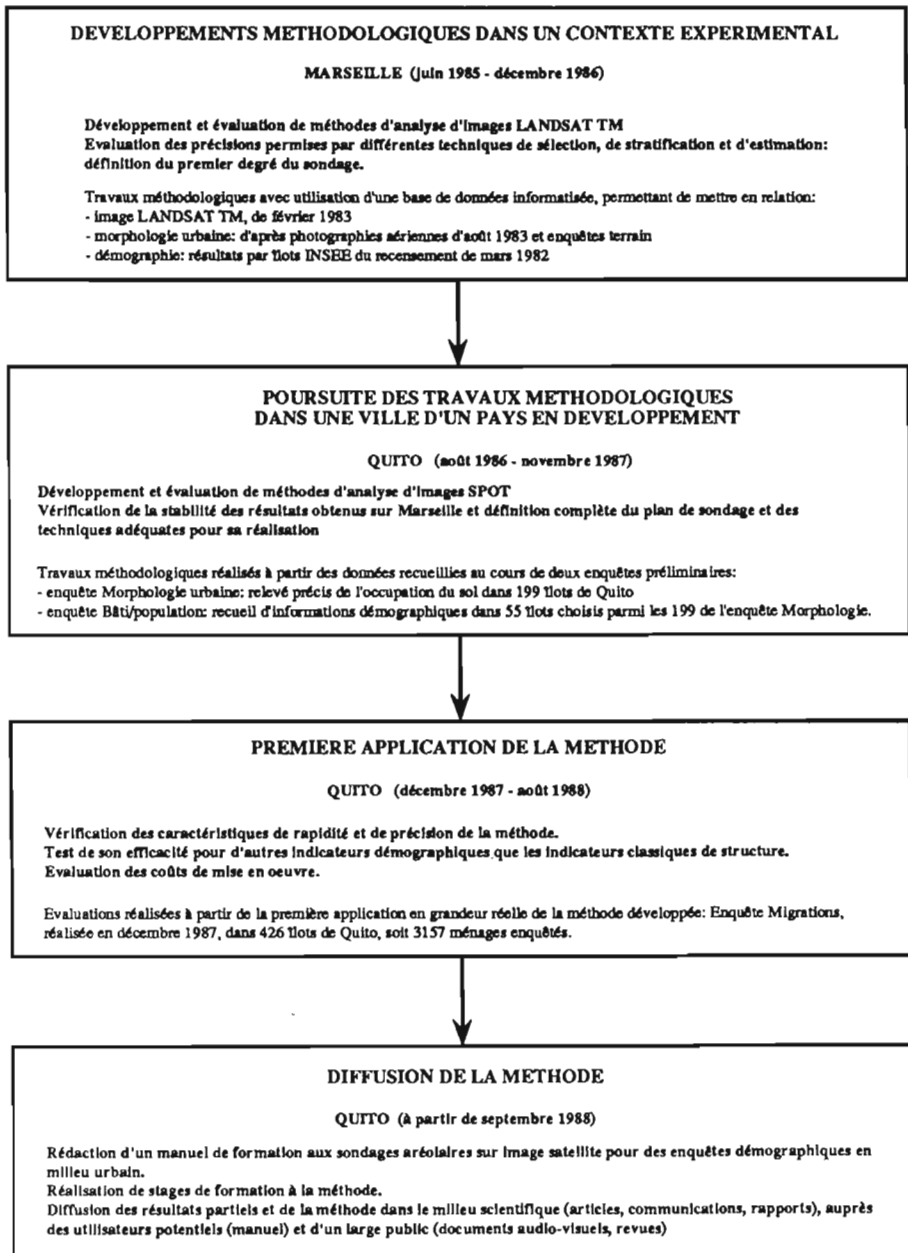 DEVELOPPEMENTS METHODOLOGIQUES DANS UN CONTEXTE EXPERIMENTAL
MARSEILLE (juin 1985 - décembre 1986)
Développement et évaluation de méthodes d'analyse d'images LANDSAT TM
Evaluation des précisions permises par différentes techniques de sélection, de stratification et d'estimation:
définition du premier degré du sondage.
Travaux méthodologiques avec utilisation d'une base de données informatisée, permettant de mettre en relation:
- image LANDSAT TM, de février 1983
- morphologie urbaine: d'après photographies aériennes d'août 1983 et enquêtes terrain
- démographie: résultats par îlots INSEE du recensement de mars 1982
POURSUITE DES TRAVAUX METHODOLOGIQUES
DANS UNE VILLE D'UN PAYS EN DEVELOPPEMENT
QUITO (août 1986 - novembre 1987)
Développement et évaluation de méthodes d'analyse d'images SPOT
Vérification de la stabilité des résultats obtenus sur Marseille et définition complète du plan de sondage et des
techniques adéquates pour sa réalisation
Travaux méthodologiques réalisés à partir des données recueillies au cours de deux enquêtes préliminaires:
- enquête Morphologie urbaine: relevé précis de l'occupation du sol dans 199 îlots de Quito
- enquête Bâti/population: recueil d'informations démographiques dans 55 îlots choisis parmi les 199 de l'enquête Morphologie.
PREMIERE APPLICATION DE LA METHODE
QUITO (décembre 1987 - août 1988)
Vérification des caractéristiques de rapidité et de précision de la méthode.
Test de son efficacité pour d'autres indicateurs démographiques que les indicateurs classiques de structure.
Evaluation des coûts de mise en oeuvre.
Evaluations réalisées à partir de la première application en grandeur réelle de la méthode développée: Enquête Migrations,
réalisée en décembre 1987, dans 426 îlots de Quito, soit 3157 ménages enquêtés.
DIFFUSION DE LA METHODE
QUITO (à partir de septembre 1988)
Rédaction d'un manuel de formation aux sondages aréolaires sur image satellite pour des enquêtes démographiques en
milieu urbain.
Réalisation de stages de formation à la méthode.
Diffusion des résultats partiels et de la méthode dans le milieu scientifique (articles, communications, rapports), auprès
des utilisateurs potentiels (manuel) et d'un large public (documents audio-visuels, revues)